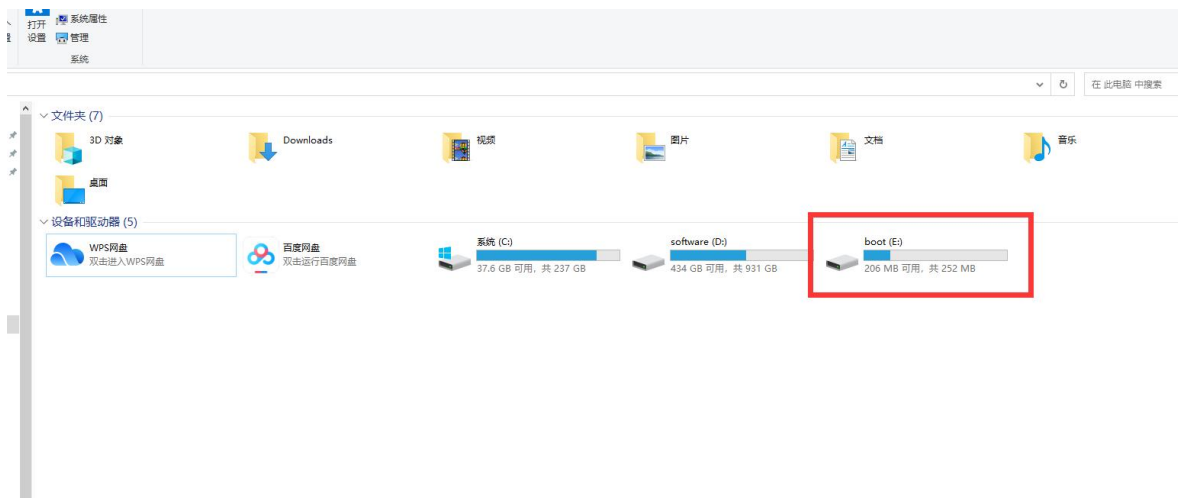 打开 系统属性
设置 管理
系统
在 此电脑 中搜索
文件夹 (7)
3D 对象
Downloads
视频
图片
文档
音乐
桌面
设备和驱动器 (5)
WPS网盘
双击进入WPS网盘
百度网盘
双击运行百度网盘
系统 (C:)
37.6 GB 可用，共 237 GB
software (D:)
434 GB 可用，共 931 GB
boot (E:)
206 MB 可用，共 252 MB